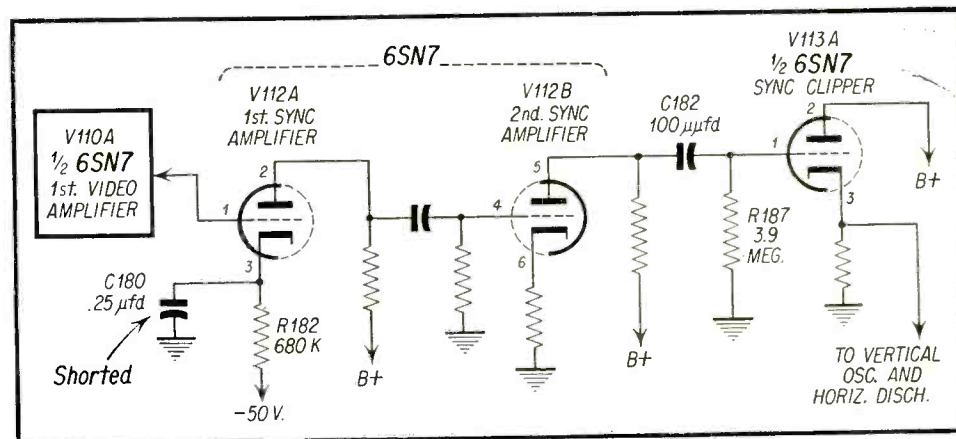 6SN7
V110A
½ 6SN7
1st. VIDEO
AMPLIFIER
V112A
1st. SYNC
AMPLIFIER
2
1
3
C180
.25 µfd
Shorted
R182
680 K
-50 V.
B+
V112B
2nd. SYNC
AMPLIFIER
5
4
6
C182
100 µµfd
B+
R187
3.9
MEG.
V113A
½ 6SN7
SYNC CLIPPER
2
1
3
B+
TO VERTICAL
OSC. AND
HORIZ. DISCH.